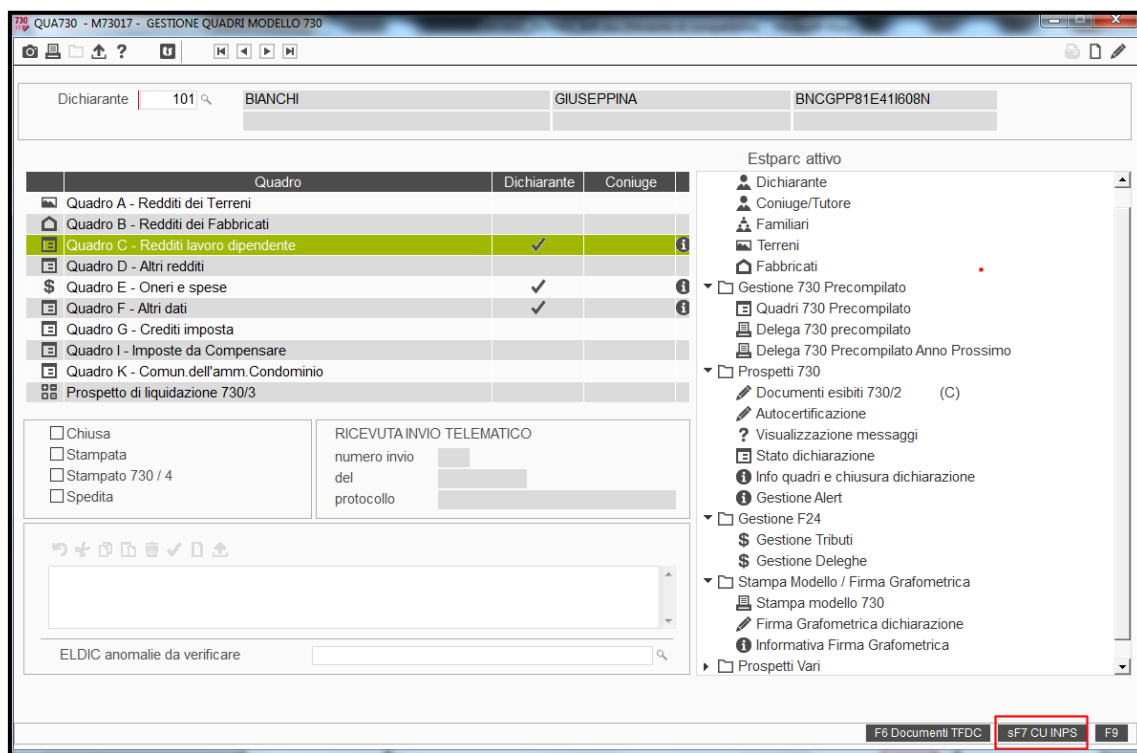 QUA730 - M73017 - GESTIONE QUADRI MODELLO 730
Dichiarante 101 BIANCHI GIUSEPPINA BNCGPP81E41I608N
Estparc attivo
Quadro Dichiarante Coniuge
Quadro A - Redditi dei Terreni
Quadro B - Redditi dei Fabbricati
Quadro C - Redditi lavoro dipendente
Quadro D - Altri redditi
Quadro E - Oneri e spese
Quadro F - Altri dati
Quadro G - Crediti imposta
Quadro I - Imposte da Compensare
Quadro K - Comun.dell'amm.Condominio
Prospetto di liquidazione 730/3
Chiusa
Stampata
Stampato 730 / 4
Spedita
RICEVUTA INVIO TELEMATICO
numero invio
del
protocollo
ELDIC anomalie da verificare
Dichiarante
Coniuge/Tutore
Familiari
Terreni
Fabbricati
Gestione 730 Precompilato
Quadri 730 Precompilato
Delega 730 precompilato
Delega 730 Precompilato Anno Prossimo
Prospetti 730
Documenti esibiti 730/2 (C)
Autocertificazione
Visualizzazione messaggi
Stato dichiarazione
Info quadri e chiusura dichiarazione
Gestione Alert
Gestione F24
Gestione Tributi
Gestione Deleghe
Stampa Modello / Firma Grafometrica
Stampa modello 730
Firma Grafometrica dichiarazione
Informativa Firma Grafometrica
Prospetti Vari
F6 Documenti TFDC sF7 CU INPS F9